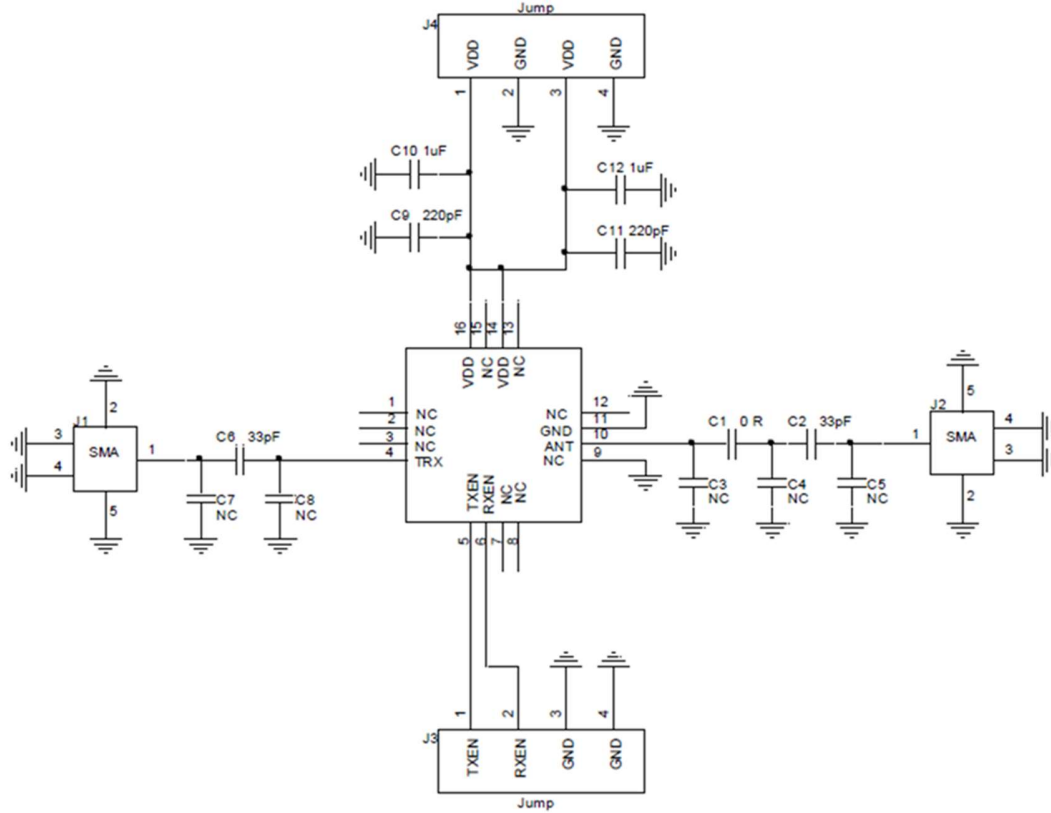 Jump
J4
VDD
GND
VDD
GND
1
2
3
4
C10 1uF
C12 1uF
C9 220pF
C11 220pF
16
15
14
13
VDD
NC
VDD
NC
1
NC
2
NC
3
NC
4
TRX
12
NC
11
GND
10
ANT
9
NC
TXEN
RXEN
NC
NC
5
6
7
8
J1
2
3
SMA
1
4
5
C6 33pF
C7
NC
C8
NC
C1 0 R
C2 33pF
C3
NC
C4
NC
C5
NC
J2
5
4
1
SMA
3
2
1
2
3
4
J3
TXEN
RXEN
GND
GND
Jump